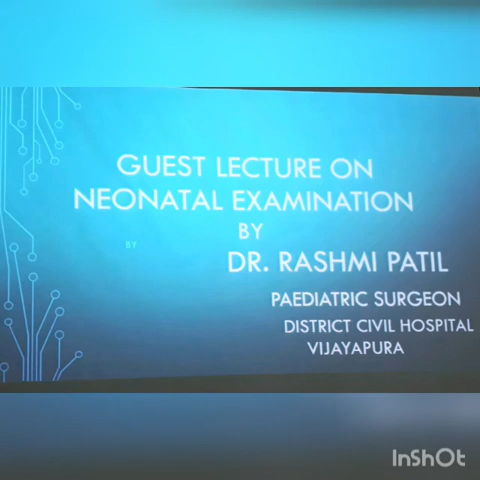 GUEST LECTURE ON
NEONATAL EXAMINATION
BY
BY
DR. RASHMI PATIL
PAEDIATRIC SURGEON
DISTRICT CIVIL HOSPITAL
VIJAYAPURA
InShOt